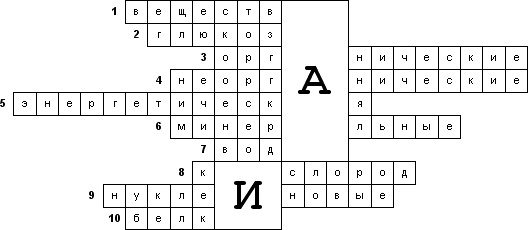 1 веществ
2 глюкоз
3 орг нические
4 неорг А нические
5 энергетическ я
6 минер льные
7 вод
8 к слород
9 нукле И новые
10 белк